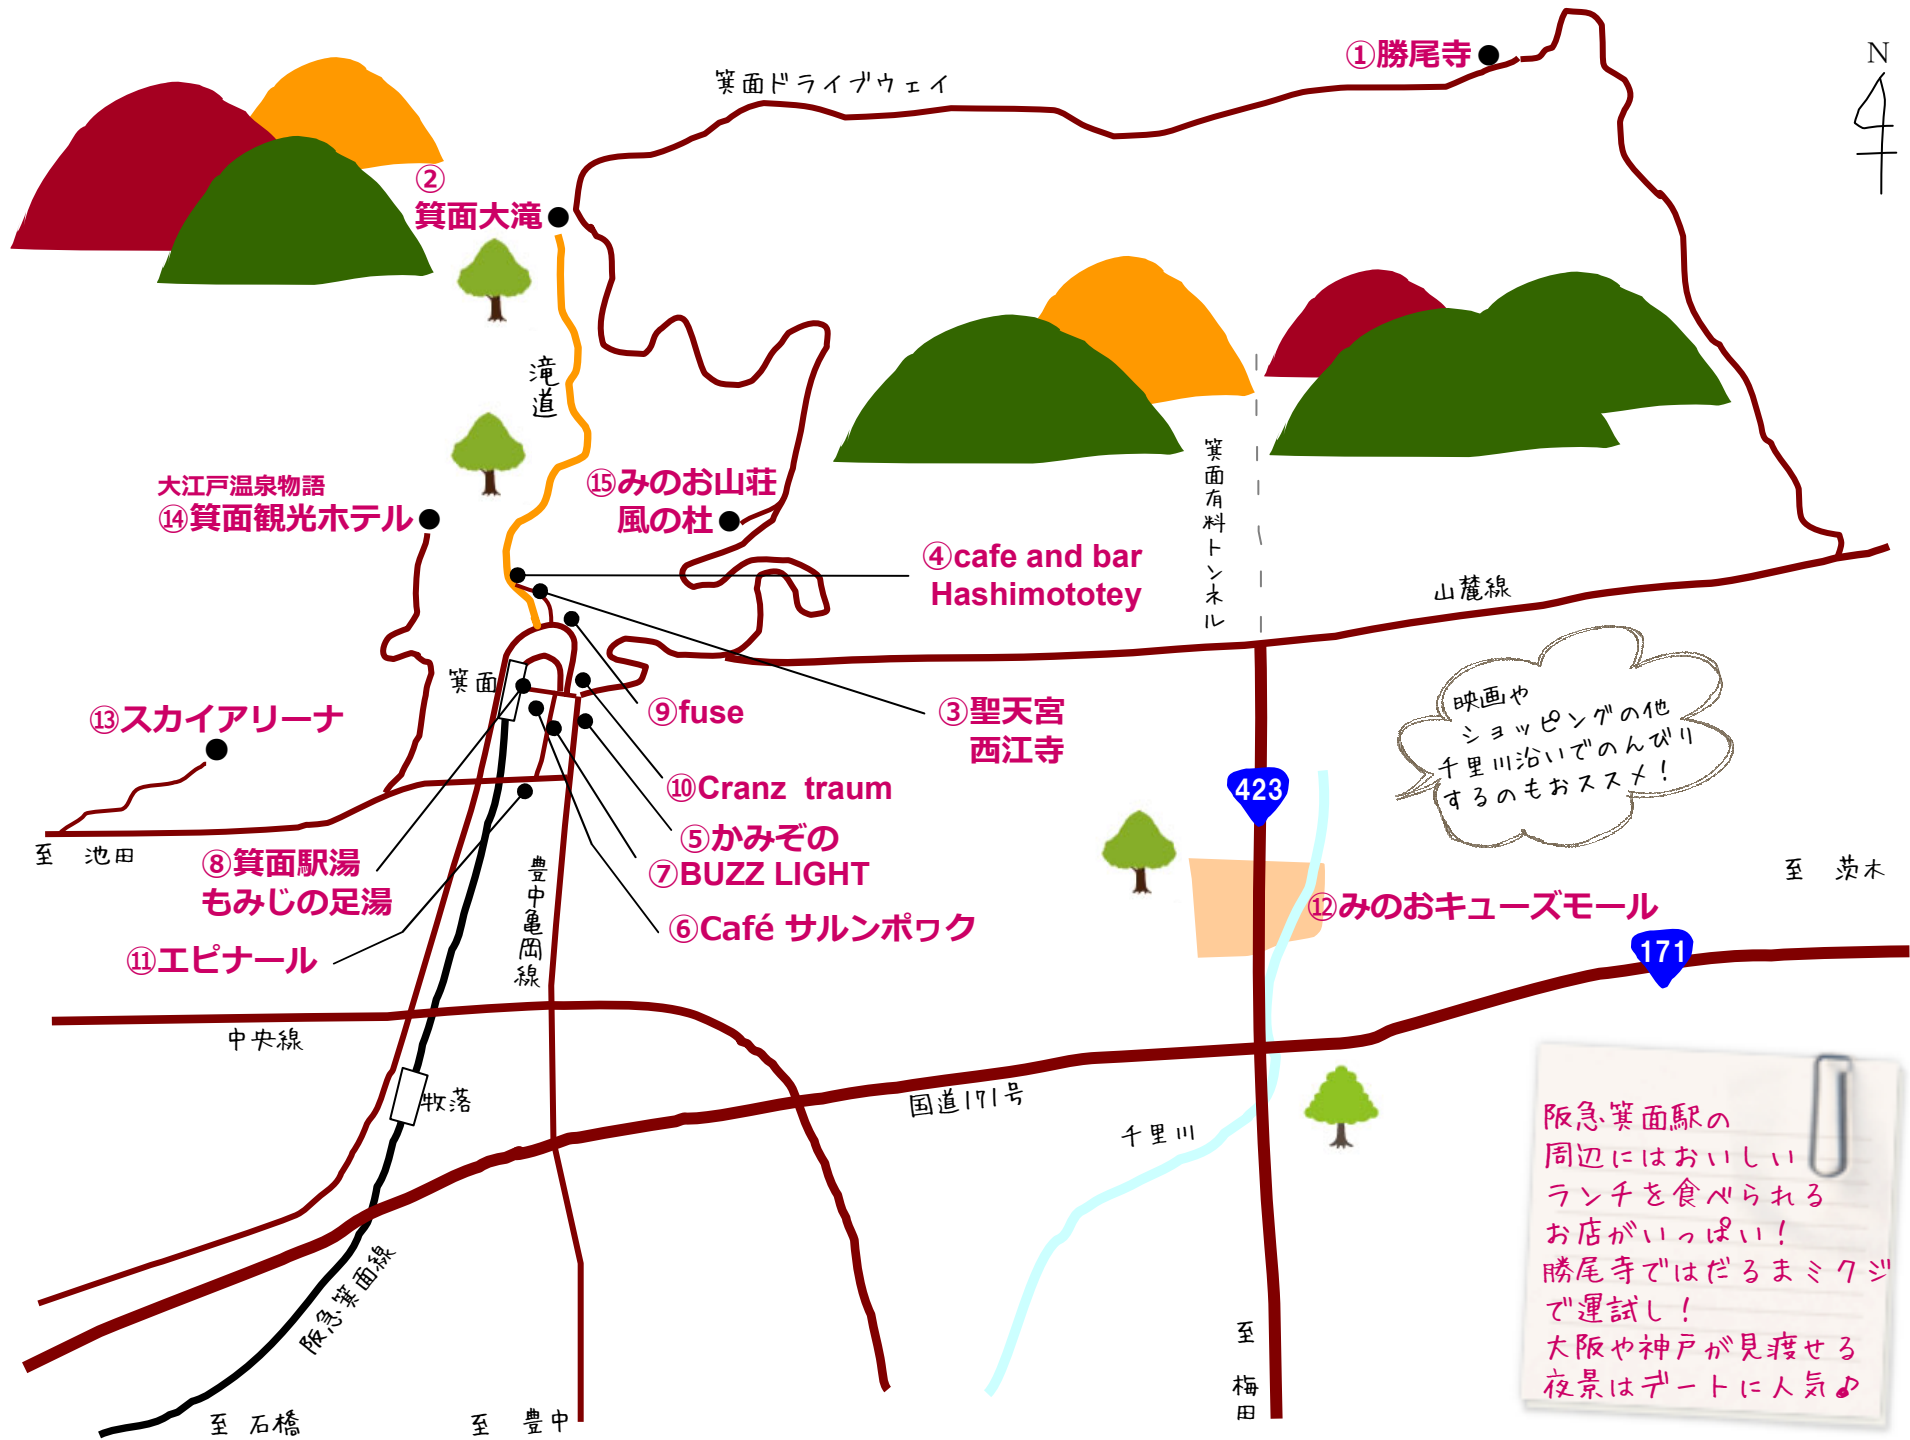 ①勝尾寺
N
箕面ドライブウェイ
②
箕面大滝
滝道
箕面有料トンネル
大江戸温泉物語
⑭箕面観光ホテル
⑮みのお山荘
風の杜
④cafe and bar
Hashimototey
山麓線
箕面
⑬スカイアリーナ
⑨fuse
③聖天宮
西江寺
映画や
ショッピングの他
千里川沿いでのんびり
するのもおススメ！
⑩Cranz traum
423
⑤かみぞの
至 池田
⑧箕面駅湯
もみじの足湯
⑦BUZZ LIGHT
至 茨木
豊中亀岡線
⑫みのおキューズモール
⑥Café サルンポヮク
⑪エピナール
171
中央線
牧落
国道171号
千里川
阪急箕面駅の
周辺にはおいしい
ランチを食べられる
お店がいっぱい！
勝尾寺ではだるまミクジ
で運試し！
大阪や神戸が見渡せる
夜景はデートに人気♪
阪急箕面線
至 梅田
至 石橋
至 豊中